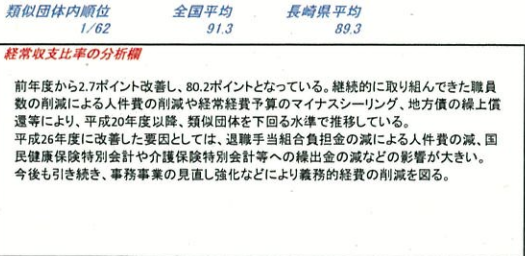 類似団体内順位 全国平均 長崎県平均
1/62 91.3 89.3
経常収支比率の分析欄
前年度から2.7ポイント改善し、80.2ポイントとなっている。継続的に取り組んできた職員
数の削減による人件費の削減や経常経費予算のマイナスシーリング、地方債の繰上償
還等により、平成20年度以降、類似団体を下回る水準で推移している。
平成26年度に改善した要因としては、退職手当組合負担金の減による人件費の減、国
民健康保険特別会計や介護保険特別会計等への繰出金の減などの影響が大きい。
今後も引き続き、事務事業の見直し強化などにより義務的経費の削減を図る。